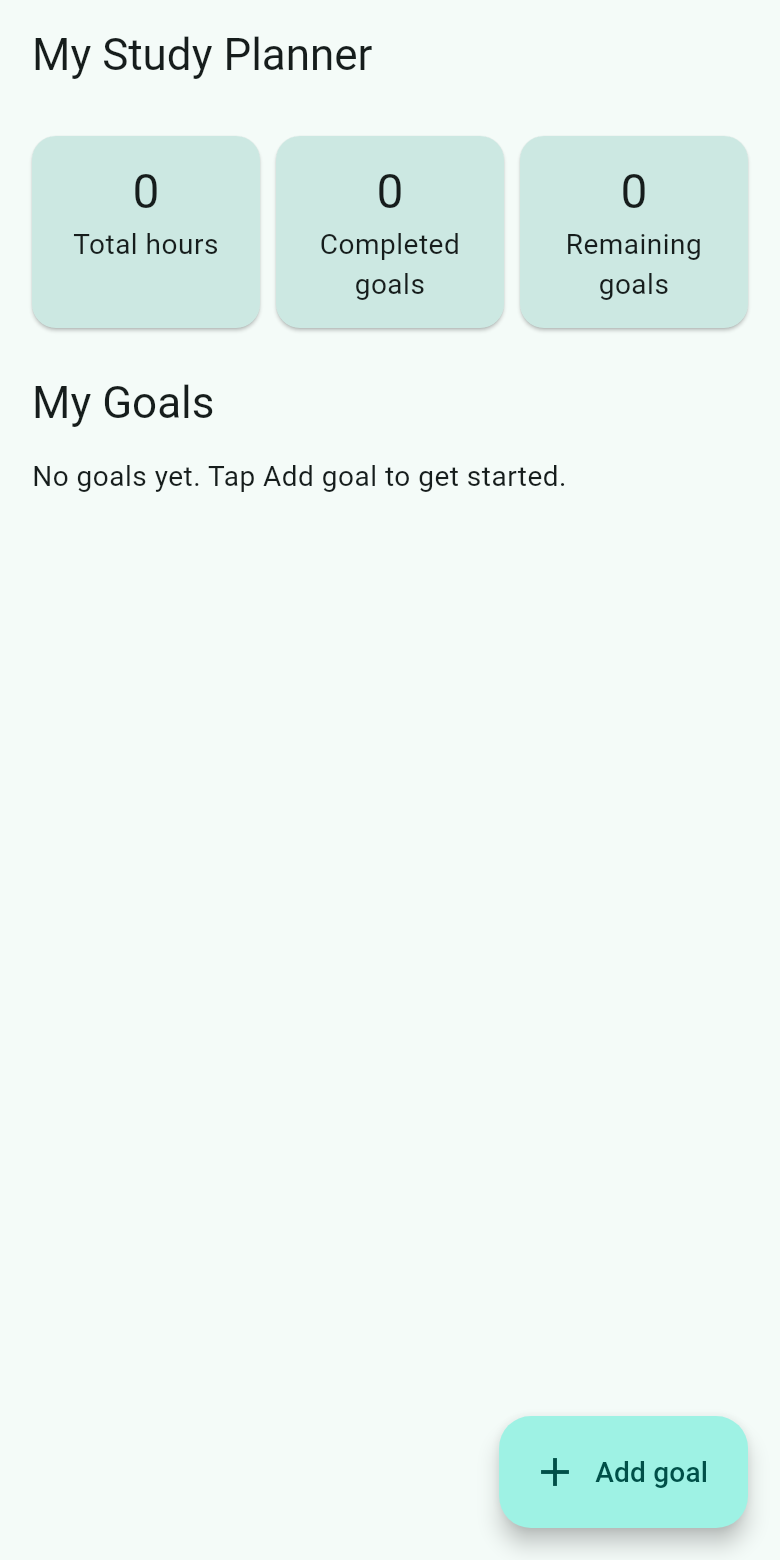 My Study Planner
0
Total hours
0
Completed
goals
0
Remaining
goals
My Goals
No goals yet. Tap Add goal to get started.
Add goal